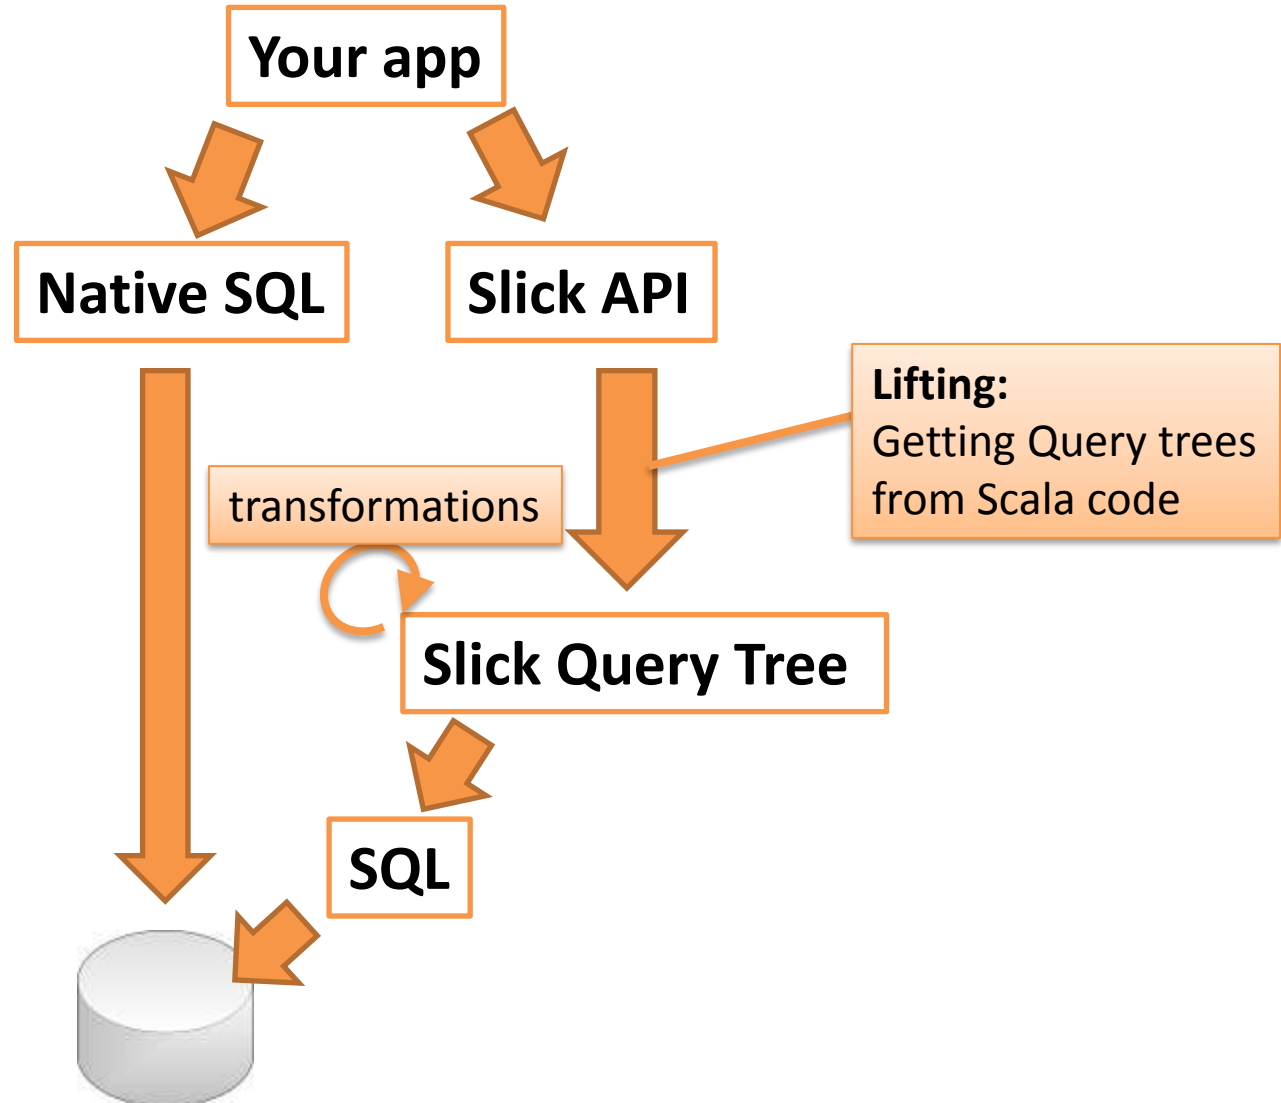 Your app
Native SQL
Slick API
Lifting:
Getting Query trees
from Scala code
transformations
Slick Query Tree
SQL